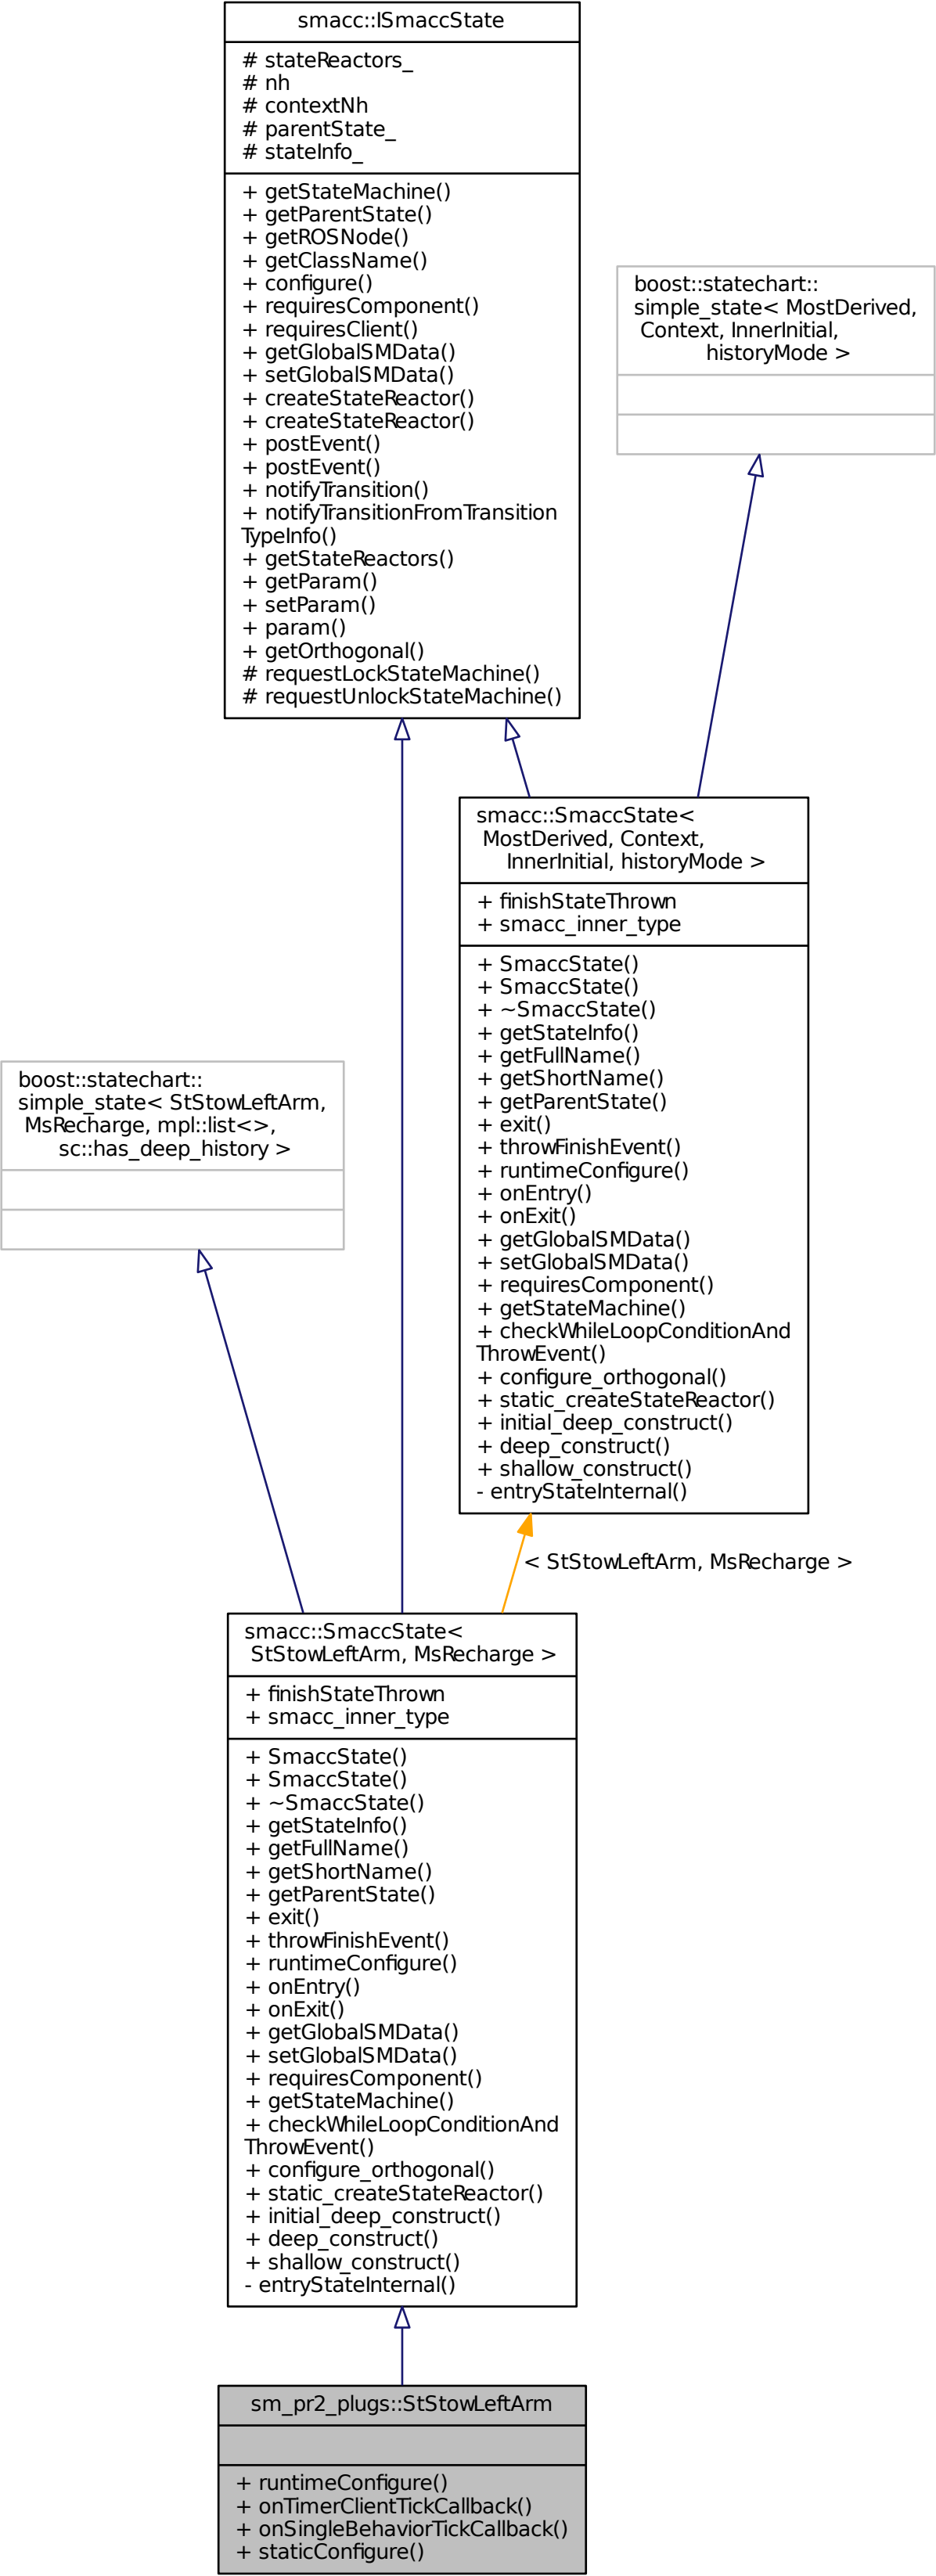 smacc::ISmaccState
# stateReactors_
# nh
# contextNh
# parentState_
# stateInfo_
+ getStateMachine()
+ getParentState()
+ getROSNode()
+ getClassName()
+ configure()
+ requiresComponent()
+ requiresClient()
+ getGlobalSMData()
+ setGlobalSMData()
+ createStateReactor()
+ createStateReactor()
+ postEvent()
+ postEvent()
+ notifyTransition()
+ notifyTransitionFromTransition
TypeInfo()
+ getStateReactors()
+ getParam()
+ setParam()
+ param()
+ getOrthogonal()
# requestLockStateMachine()
# requestUnlockStateMachine()
boost::statechart::
simple_state< MostDerived,
Context, InnerInitial,
historyMode >
smacc::SmaccState<
MostDerived, Context,
InnerInitial, historyMode >
+ finishStateThrown
+ smacc_inner_type
+ SmaccState()
+ SmaccState()
+ ~SmaccState()
+ getStateInfo()
+ getFullName()
+ getShortName()
+ getParentState()
+ exit()
+ throwFinishEvent()
+ runtimeConfigure()
+ onEntry()
+ onExit()
+ getGlobalSMData()
+ setGlobalSMData()
+ requiresComponent()
+ getStateMachine()
+ checkWhileLoopConditionAnd
ThrowEvent()
+ configure_orthogonal()
+ static_createStateReactor()
+ initial_deep_construct()
+ deep_construct()
+ shallow_construct()
- entryStateInternal()
boost::statechart::
simple_state< StStowLeftArm,
MsRecharge, mpl::list<>,
sc::has_deep_history >
< StStowLeftArm, MsRecharge >
smacc::SmaccState<
StStowLeftArm, MsRecharge >
+ finishStateThrown
+ smacc_inner_type
+ SmaccState()
+ SmaccState()
+ ~SmaccState()
+ getStateInfo()
+ getFullName()
+ getShortName()
+ getParentState()
+ exit()
+ throwFinishEvent()
+ runtimeConfigure()
+ onEntry()
+ onExit()
+ getGlobalSMData()
+ setGlobalSMData()
+ requiresComponent()
+ getStateMachine()
+ checkWhileLoopConditionAnd
ThrowEvent()
+ configure_orthogonal()
+ static_createStateReactor()
+ initial_deep_construct()
+ deep_construct()
+ shallow_construct()
- entryStateInternal()
sm_pr2_plugs::StStowLeftArm
+ runtimeConfigure()
+ onTimerClientTickCallback()
+ onSingleBehaviorTickCallback()
+ staticConfigure()